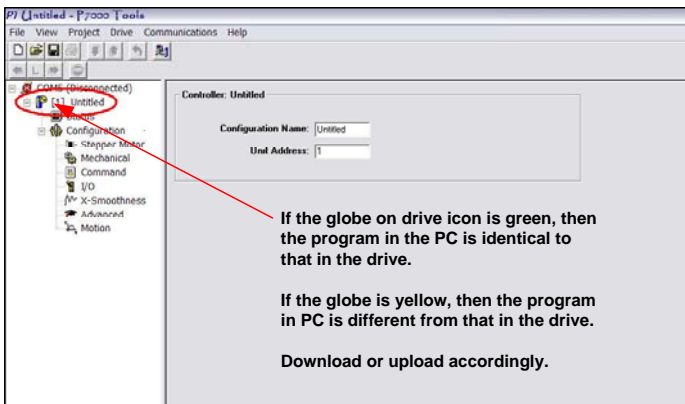 Untitled - P7000 Tools
File View Project Drive Communications Help
COM5 (Disconnected)
[1] Untitled
Status
Configuration
Stepper Motor
Mechanical
Command
I/O
X-Smoothness
Advanced
Motion
Controller: Untitled
Configuration Name: Untitled
Unit Address: 1
If the globe on drive icon is green, then
the program in the PC is identical to
that in the drive.
If the globe is yellow, then the program
in PC is different from that in the drive.
Download or upload accordingly.